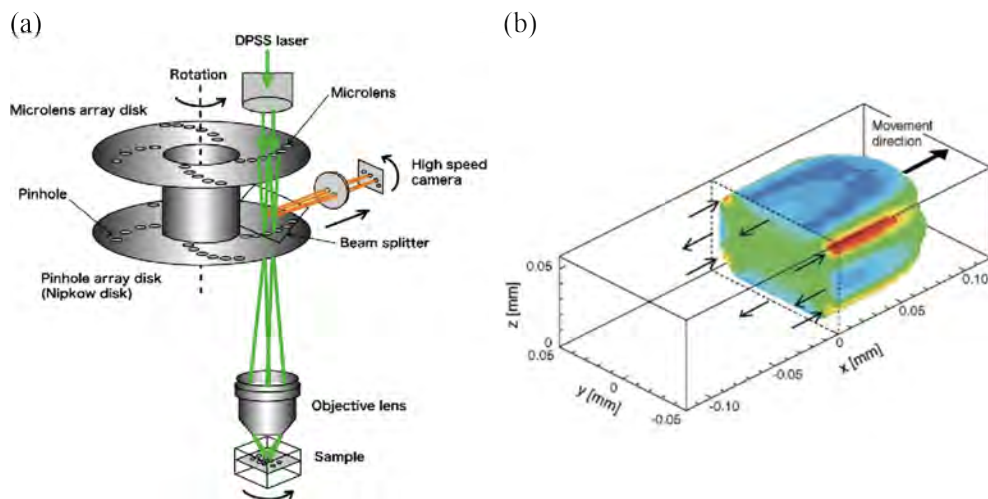 (a)
DPSS laser
Rotation
Microlens array disk
Microlens
High speed
camera
Pinhole
Beam splitter
Pinhole array disk
(Nipkow disk)
Objective lens
Sample
(b)
Movement
direction
0.05
z [mm]
0
0.05
y [mm]
0
-0.05
-0.10
-0.05
0
x [mm]
0.05
0.10